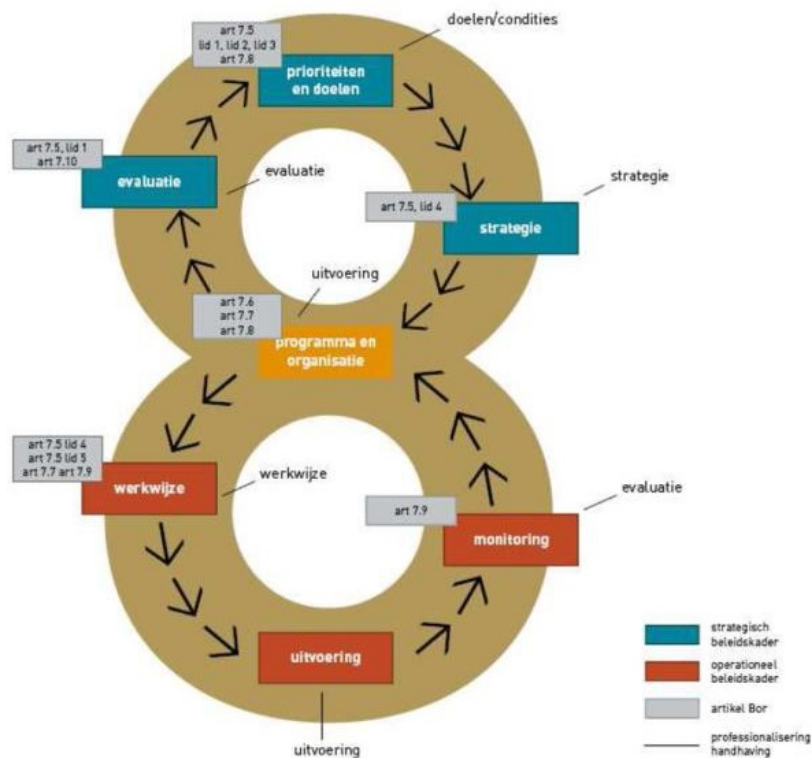 doelen/condities
art 7.5
lid 1, lid 2, lid 3
art 7.8
prioriteiten
en doelen
art 7.5, lid 1
art 7.10
evaluatie
evaluatie
strategie
art 7.5, lid 4
strategie
uitvoering
art 7.6
art 7.7
art 7.8
programma en
organisatie
art 7.5 lid 4
art 7.5 lid 5
art 7.7 art 7.9
werkwijze
werkwijze
evaluatie
art 7.9
monitoring
uitvoering
uitvoering
strategisch
beleidskader
operationeel
beleidskader
artikel Bor
professionalisering
handhaving